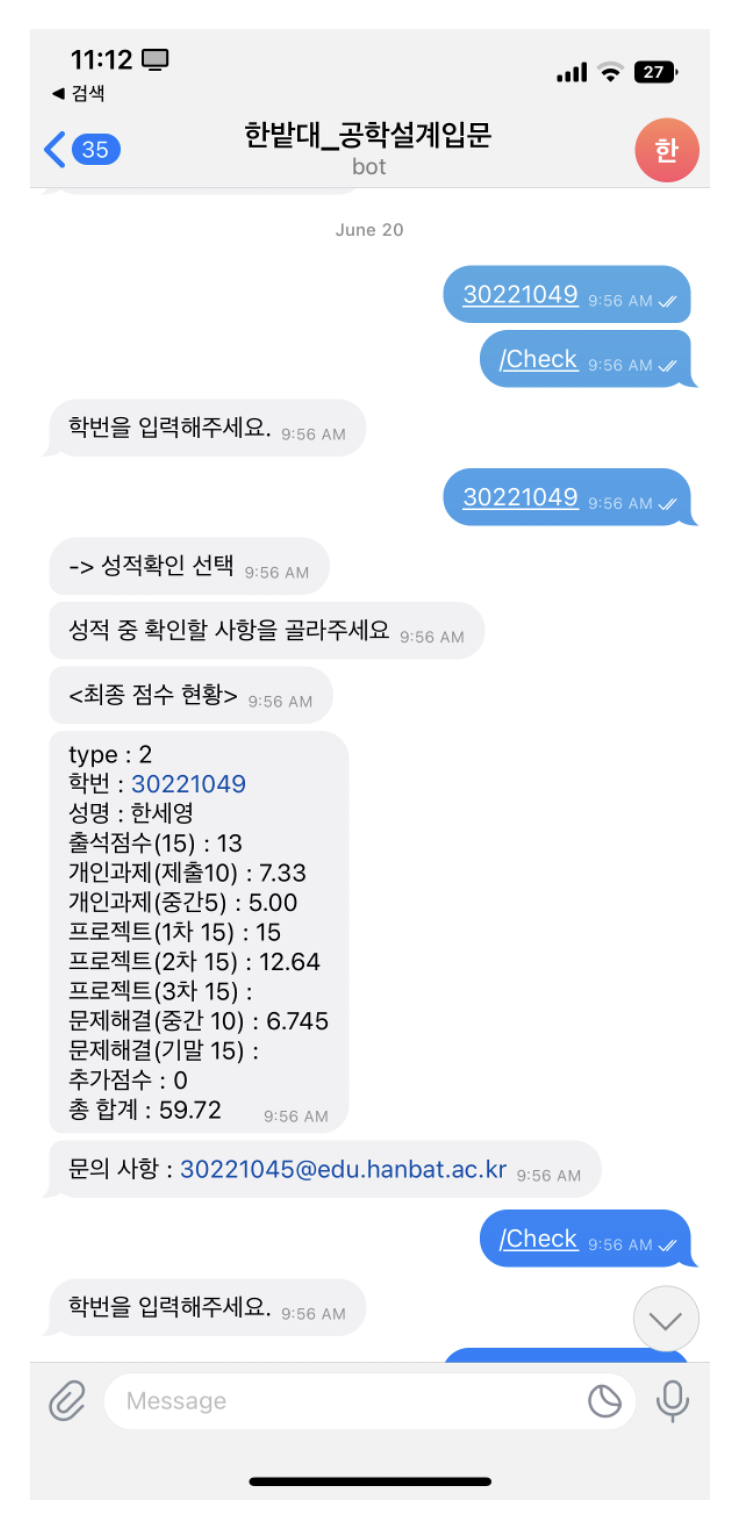 11:12
◀ 검색
27
35
한밭대_공학설계입문
bot
한
June 20
30221049 9:56 AM
/Check 9:56 AM
학번을 입력해주세요. 9:56 AM
30221049 9:56 AM
-> 성적확인 선택 9:56 AM
성적 중 확인할 사항을 골라주세요 9:56 AM
<최종 점수 현황> 9:56 AM
type : 2
학번 : 30221049
성명 : 한세영
출석점수(15) : 13
개인과제(제출10) : 7.33
개인과제(중간5) : 5.00
프로젝트(1차 15) : 15
프로젝트(2차 15) : 12.64
프로젝트(3차 15) :
문제해결(중간 10) : 6.745
문제해결(기말 15) :
추가점수 : 0
총 합계 : 59.72 9:56 AM
문의 사항 : 30221045@edu.hanbat.ac.kr 9:56 AM
/Check 9:56 AM
학번을 입력해주세요. 9:56 AM
Message